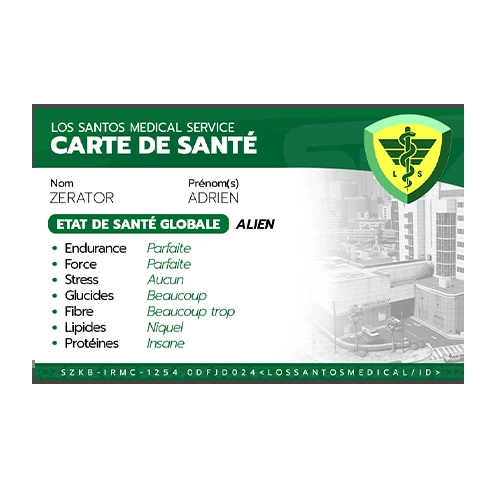 LOS SANTOS MEDICAL SERVICE
CARTE DE SANTÉ
L S
Nom Prénom(s)
ZERATOR ADRIEN
ETAT DE SANTÉ GLOBALE ALIEN
• Endurance Parfaite
• Force Parfaite
• Stress Aucun
• Glucides Beaucoup
• Fibre Beaucoup trop
• Lipides Niquel
• Protéines Insane
SZKB-IRMC-1254.0DFJD024<LOSSANTOSMEDICAL/ID>